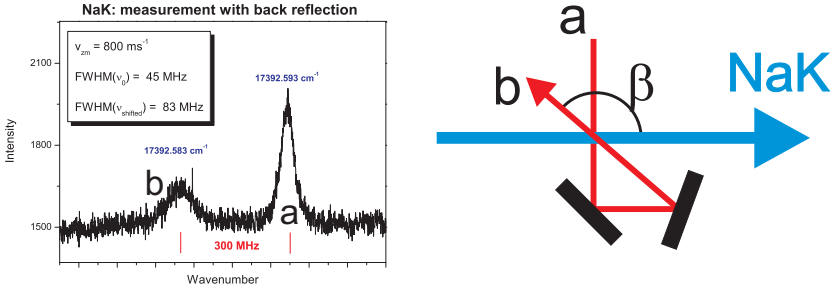 NaK: measurement with back reflection
v_zm = 800 ms⁻¹
FWHM(ν₀) = 45 MHz
FWHM(ν_shifted) = 83 MHz
17392.593 cm⁻¹
17392.583 cm⁻¹
b
a
300 MHz
2100
1800
1500
Intensity
Wavenumber
a
b
β
NaK